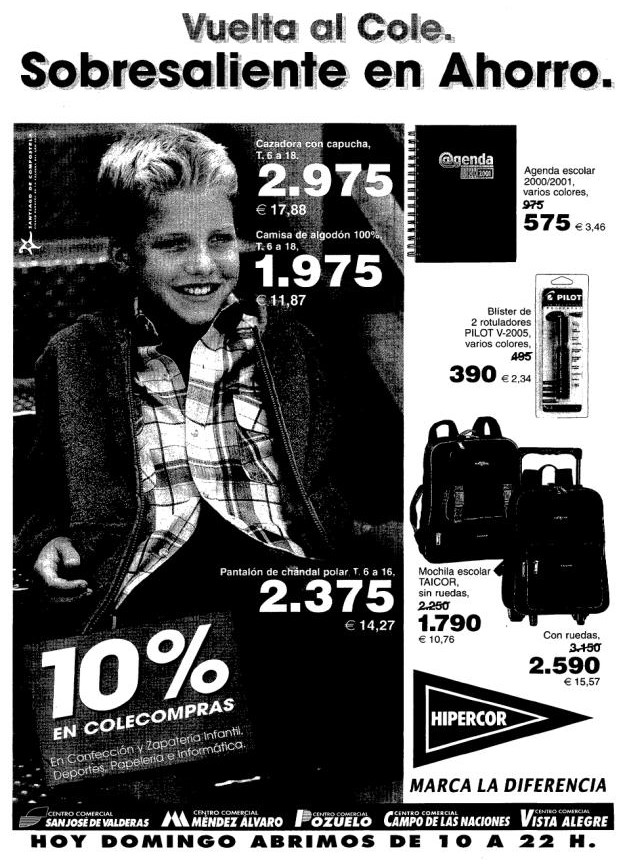 Vuelta al Cole.
Sobresaliente en Ahorro.
SANTIAGO DE COMPOSTELA
Cazadora con capucha,
T. 6 a 18,
2.975
€ 17,88
Camisa de algodón 100%,
T. 6 a 18,
1.975
€ 11,87
Pantalón de chándal polar T. 6 a 16,
2.375
€ 14,27
10%
EN COLECOMPRAS
En Confección y Zapatería Infantil,
Deportes, Papelería e Informática.
@genda
2001
Agenda escolar
2000/2001,
varios colores,
975
575 € 3,46
PILOT
Blíster de
2 rotuladores
PILOT V-2005,
varios colores,
495
390 € 2,34
PILOT
Mochila escolar
TAICOR,
sin ruedas,
2.250
1.790
€ 10,76
Con ruedas,
3.150
2.590
€ 15,57
HIPERCOR
MARCA LA DIFERENCIA
CENTRO COMERCIAL
SAN JOSÉ DE VALDERAS
CENTRO COMERCIAL
MÉNDEZ ALVARO
CENTRO COMERCIAL
POZUELO
CENTRO COMERCIAL
CAMPO DE LAS NACIONES
CENTRO COMERCIAL
VISTA ALEGRE
HOY DOMINGO ABRIMOS DE 10 A 22 H.